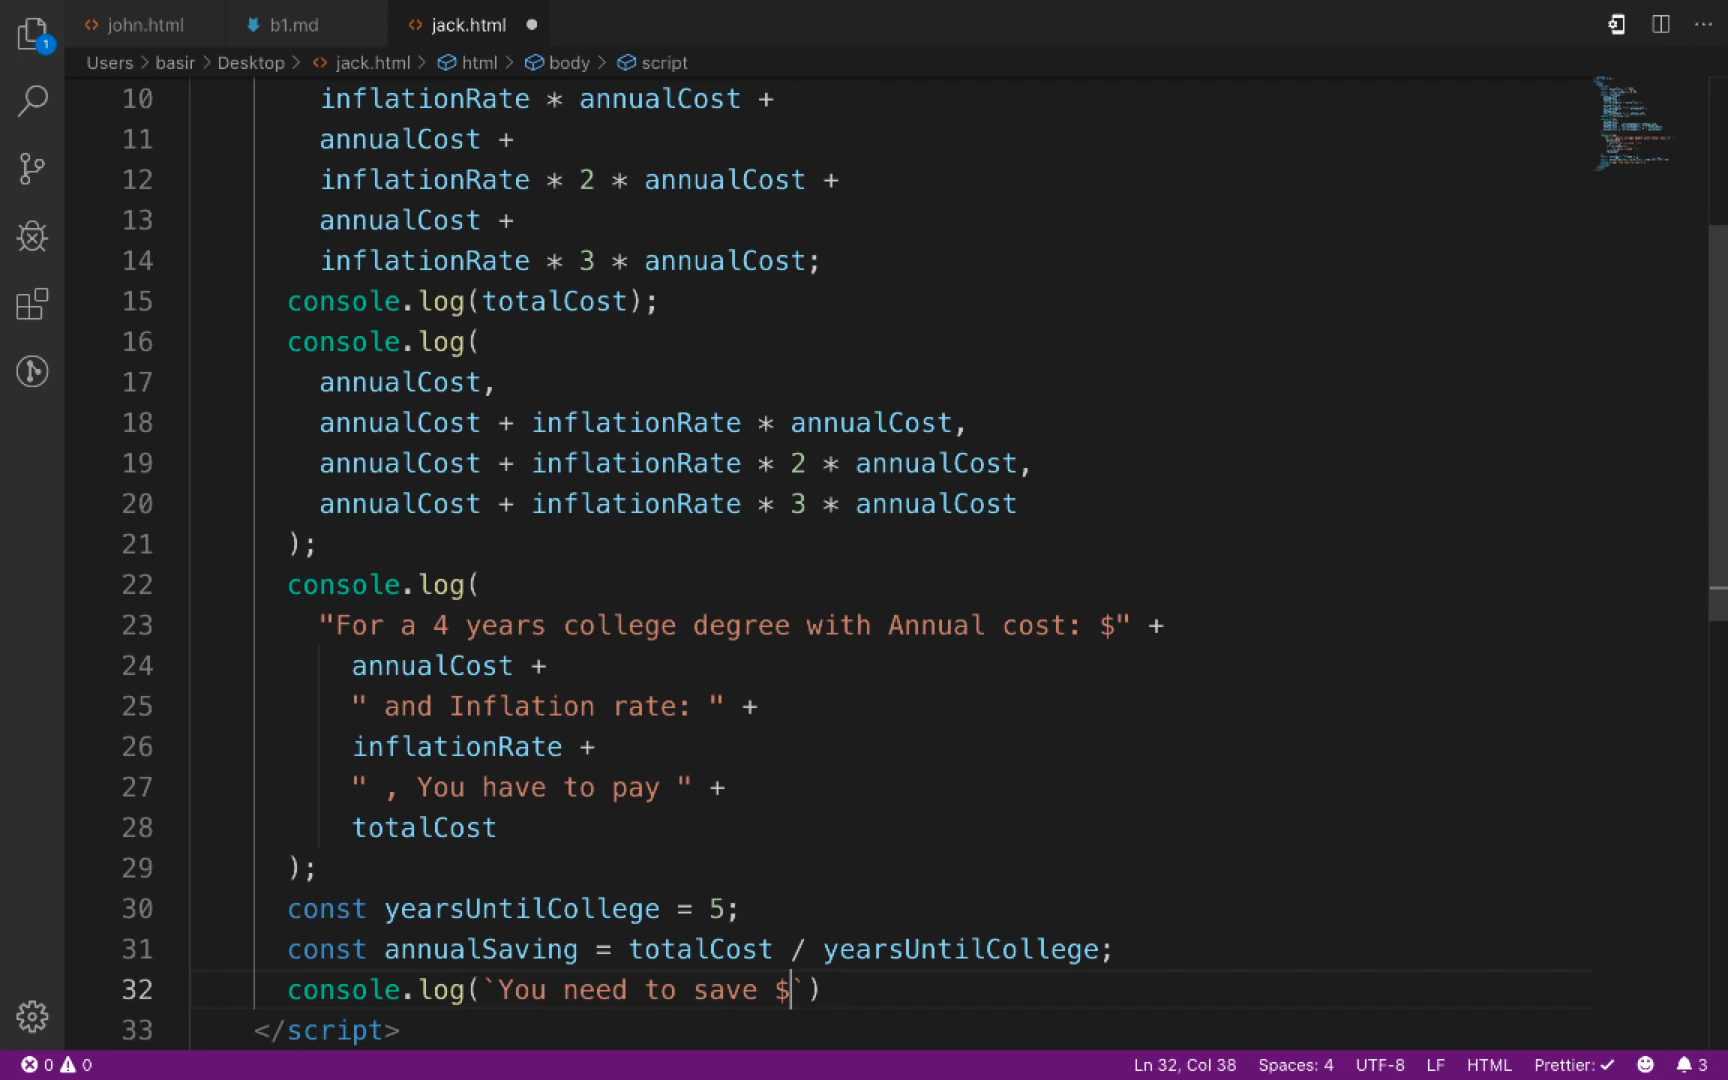 john.html b1.md jack.html
Users > basir > Desktop > jack.html > html > body > script
1
10 inflationRate * annualCost +
11 annualCost +
12 inflationRate * 2 * annualCost +
13 annualCost +
14 inflationRate * 3 * annualCost;
15 console.log(totalCost);
16 console.log(
17 annualCost,
18 annualCost + inflationRate * annualCost,
19 annualCost + inflationRate * 2 * annualCost,
20 annualCost + inflationRate * 3 * annualCost
21 );
22 console.log(
23 "For a 4 years college degree with Annual cost: $" +
24 annualCost +
25 " and Inflation rate: " +
26 inflationRate +
27 " , You have to pay " +
28 totalCost
29 );
30 const yearsUntilCollege = 5;
31 const annualSaving = totalCost / yearsUntilCollege;
32 console.log(`You need to save $`)
33 </script>
0 0 Ln 32, Col 38 Spaces: 4 UTF-8 LF HTML Prettier: ✓ 3